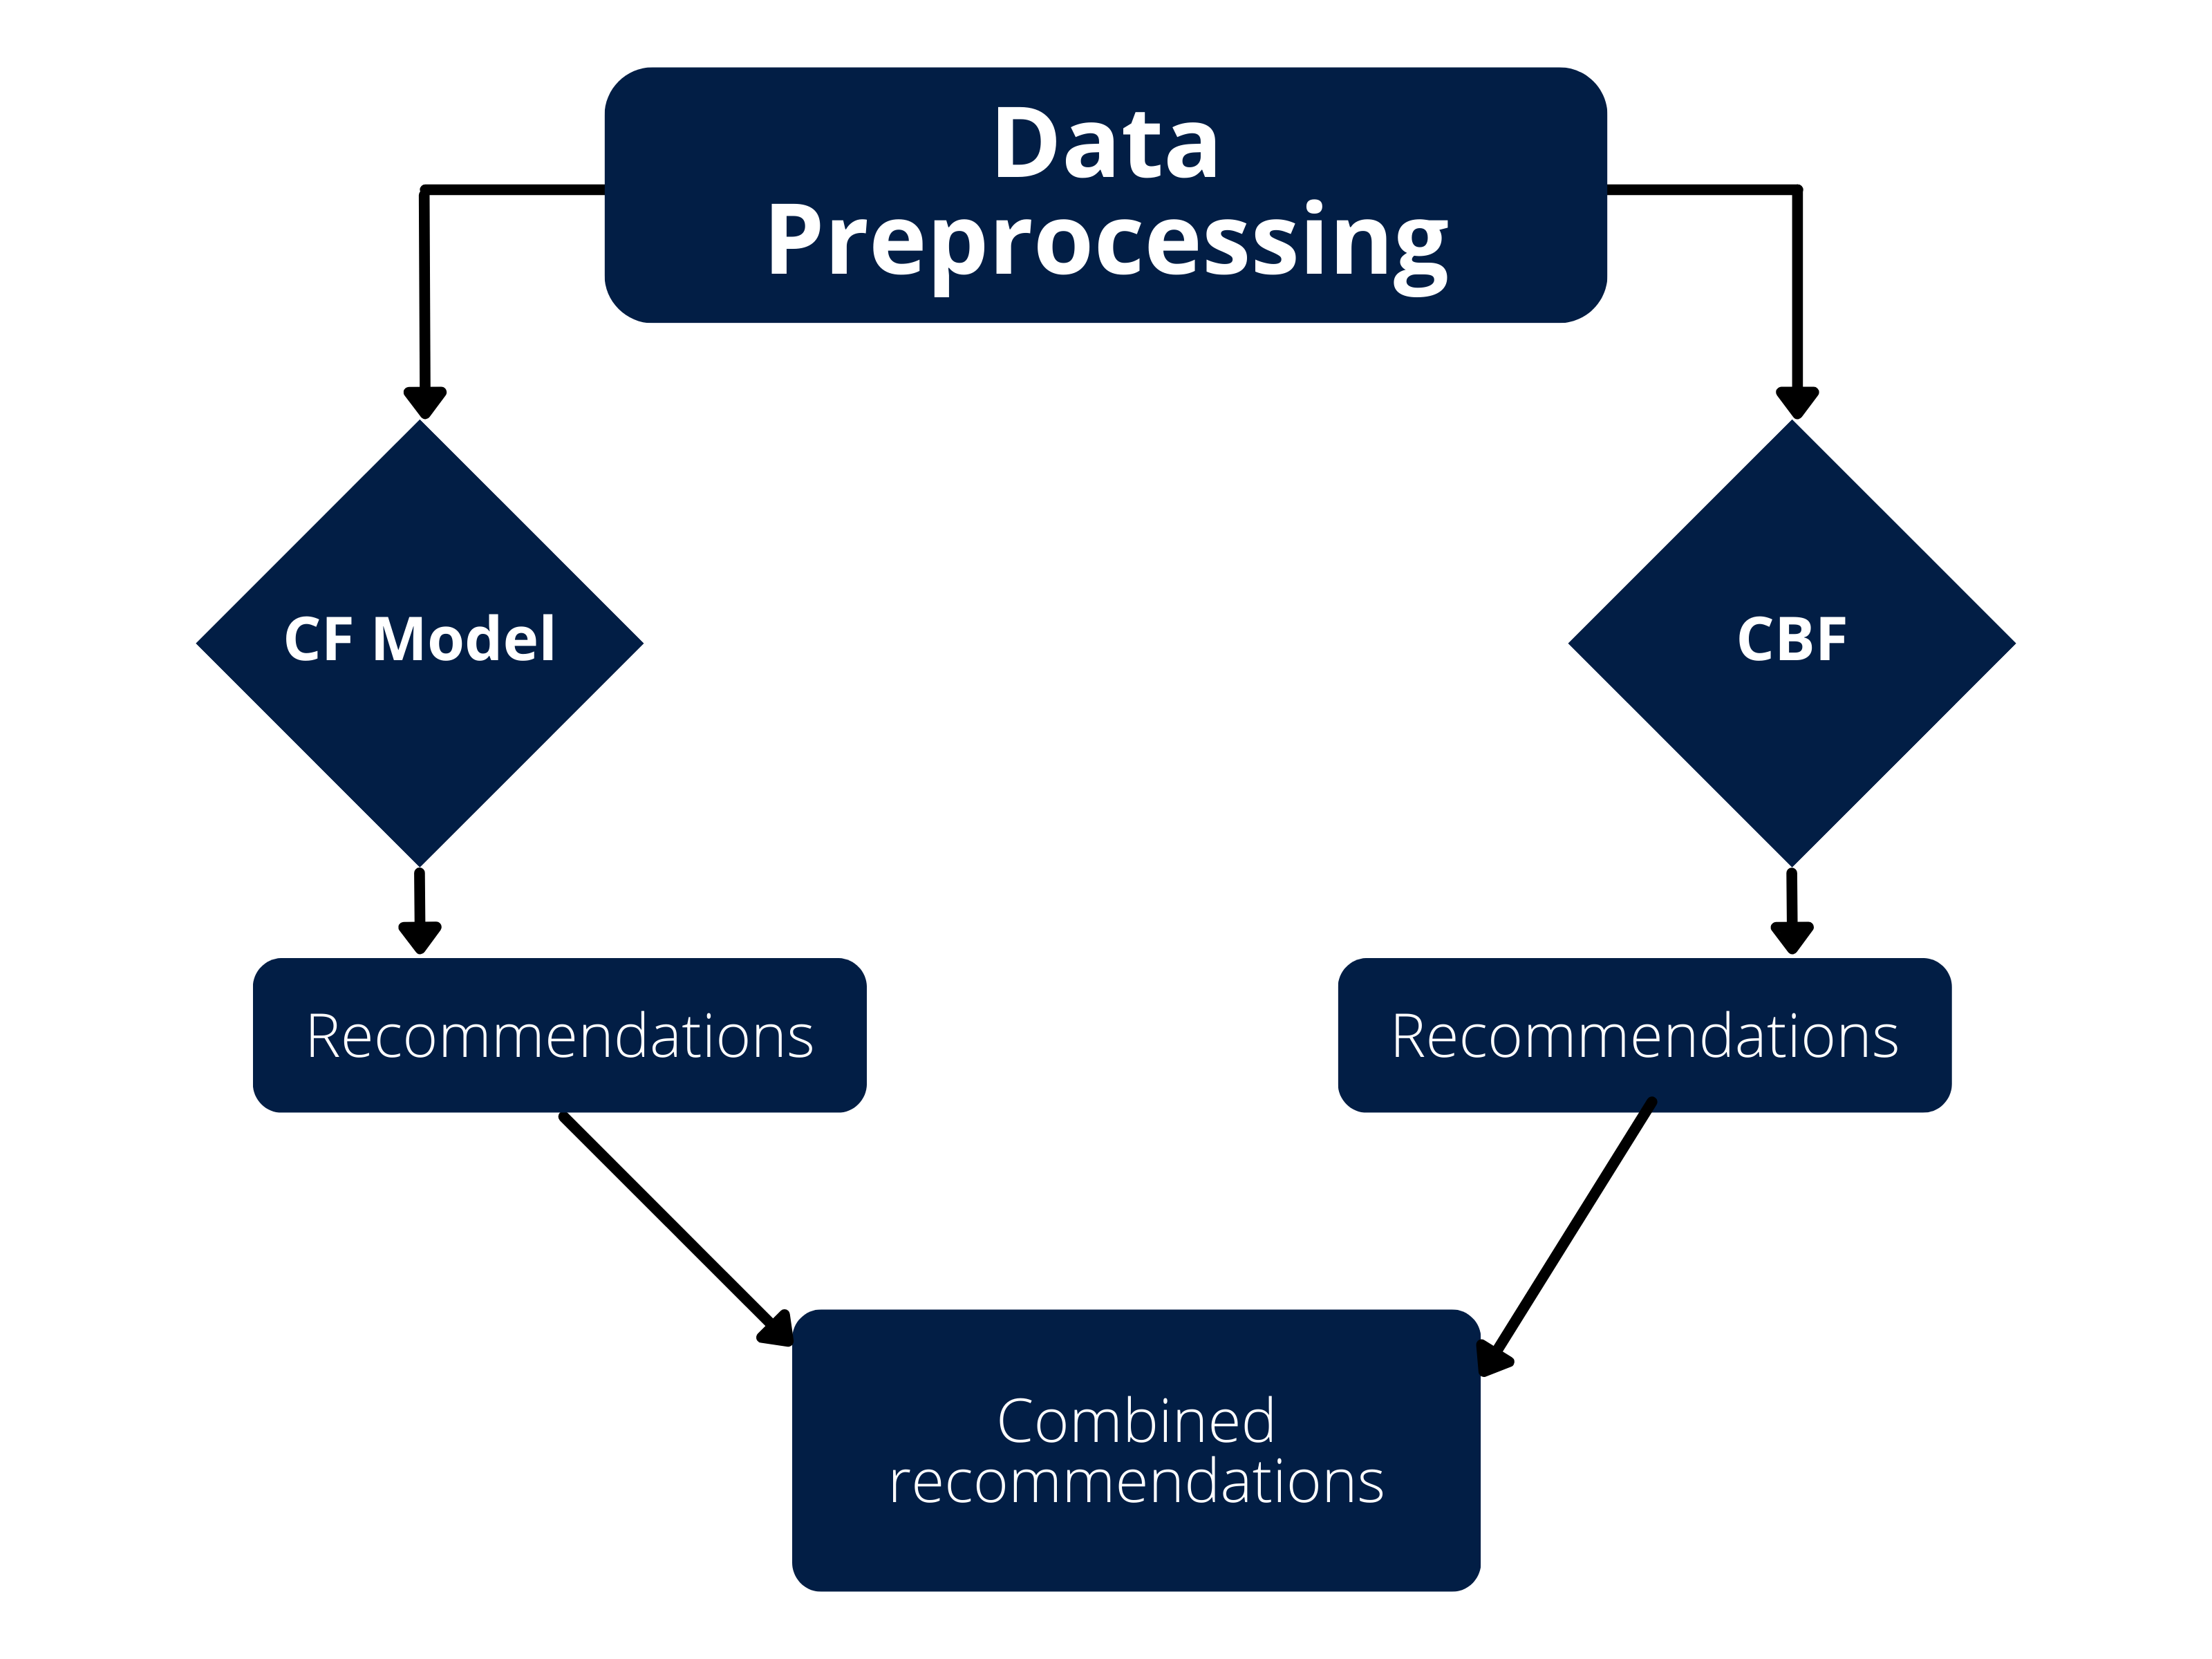 Data
Preprocessing
CF Model
CBF
Recommendations
Recommendations
Combined
recommendations